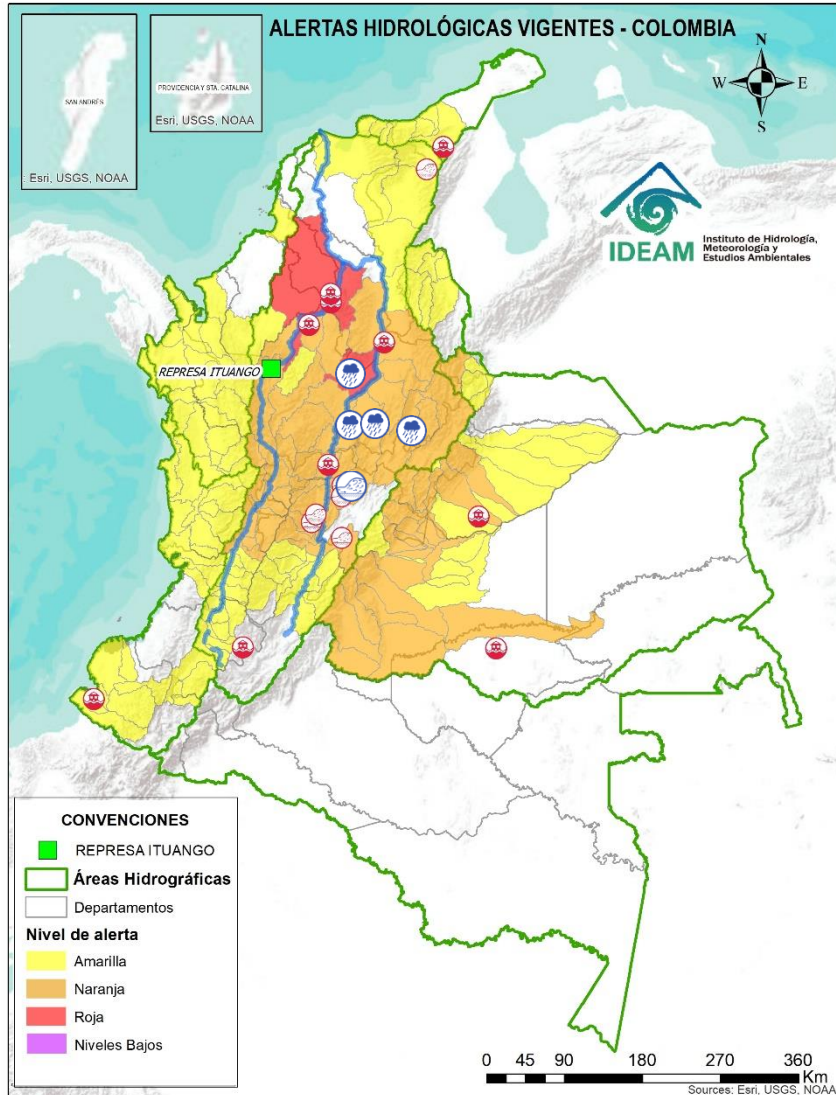 ALERTAS HIDROLÓGICAS VIGENTES - COLOMBIA
SAN ANDRÉS
Esri, USGS, NOAA
PROVIDENCIA Y STA. CATALINA
Esri, USGS, NOAA
N
W
E
S
IDEAM
Instituto de Hidrología,
Meteorología y
Estudios Ambientales
REPRESA ITUANGO
CONVENCIONES
REPRESA ITUANGO
Áreas Hidrográficas
Departamentos
Nivel de alerta
Amarilla
Naranja
Roja
Niveles Bajos
0 45 90 180 270 360
Km
Sources: Esri, USGS, NOAA